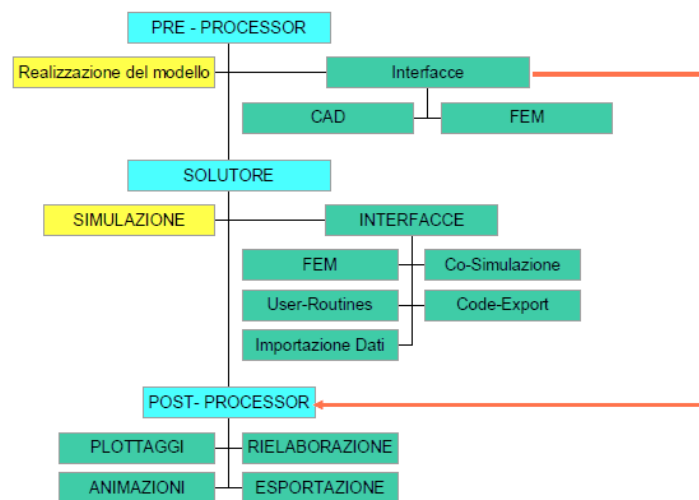 PRE - PROCESSOR
Realizzazione del modello
Interfacce
CAD
FEM
SOLUTORE
SIMULAZIONE
INTERFACCE
FEM
Co-Simulazione
User-Routines
Code-Export
Importazione Dati
POST- PROCESSOR
PLOTTAGGI
RIELABORAZIONE
ANIMAZIONI
ESPORTAZIONE